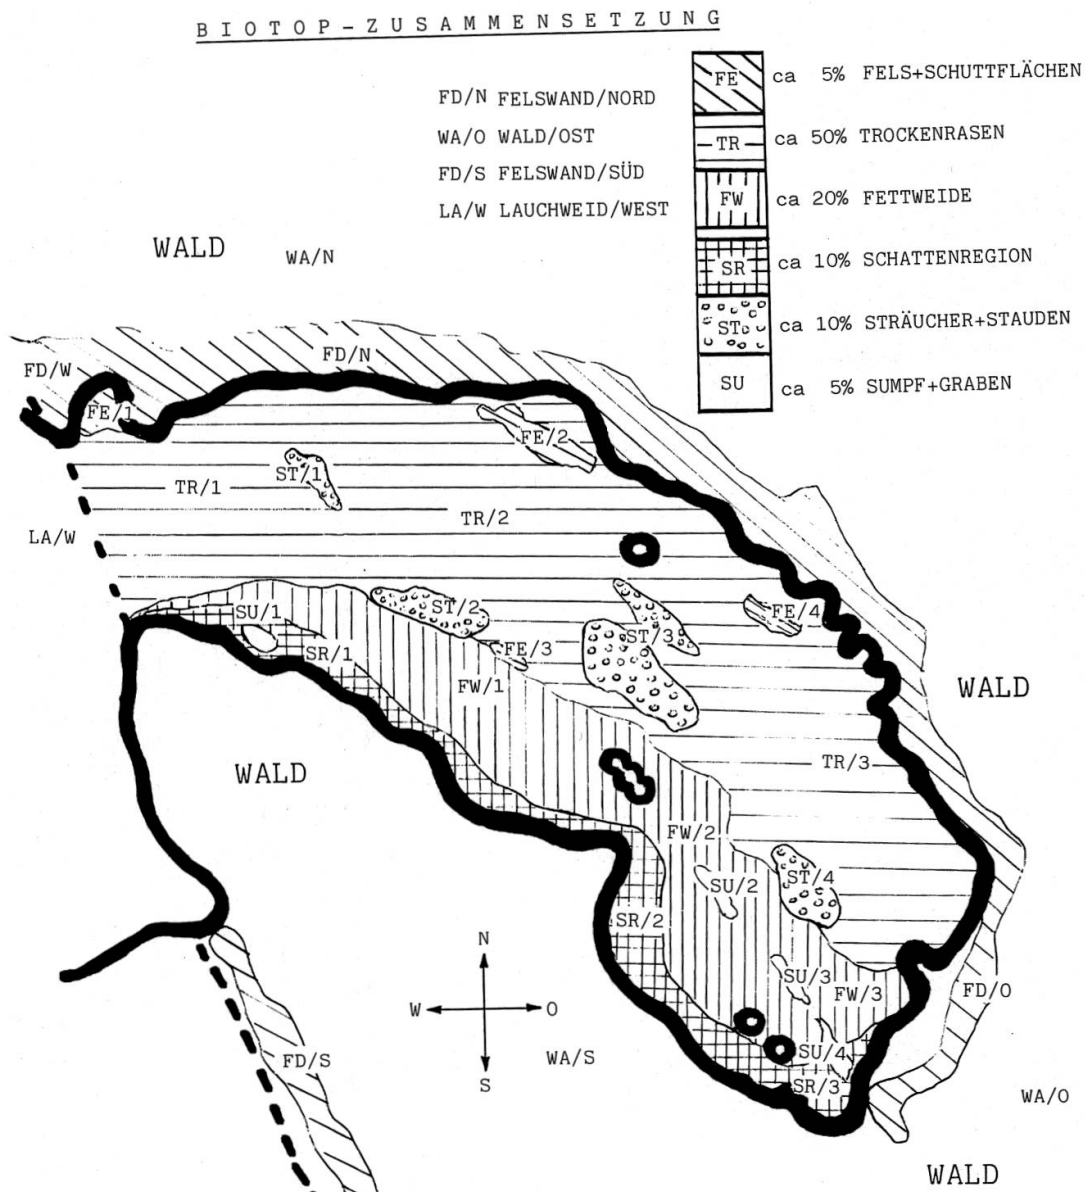 BIOTOP-ZUSAMMENSETZUNG
FD/N FELSWAND/NORD
WA/O WALD/OST
FD/S FELSWAND/SÜD
LA/W LAUCHWEID/WEST
FE ca 5% FELS+SCHUTTFLÄCHEN
TR ca 50% TROCKENRASEN
FW ca 20% FETTWEIDE
SR ca 10% SCHATTENREGION
ST ca 10% STRÄUCHER+STAUDEN
SU ca 5% SUMPF+GRABEN
WALD
WA/N
FD/N
FD/W
FE/1
FE/2
ST/1
TR/1
TR/2
LA/W
SU/1
ST/2
FE/4
ST/3
SR/1
FE/3
FW/1
WALD
WALD
TR/3
FW/2
SU/2
ST/4
SR/2
N
SU/3
FW/3
FD/O
W
O
SU/4
WA/S
FD/S
S
SR/3
WA/O
WALD